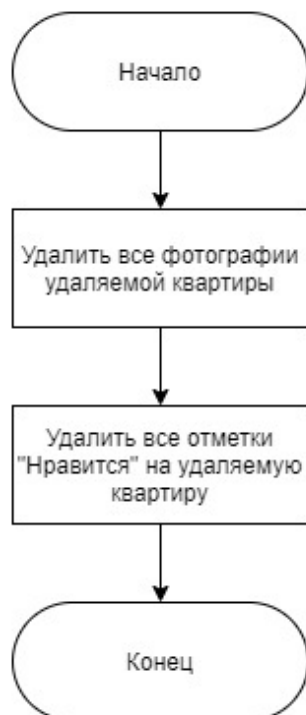 Начало
Удалить все фотографии
удаляемой квартиры
Удалить все отметки
"Нравится" на удаляемую
квартиру
Конец